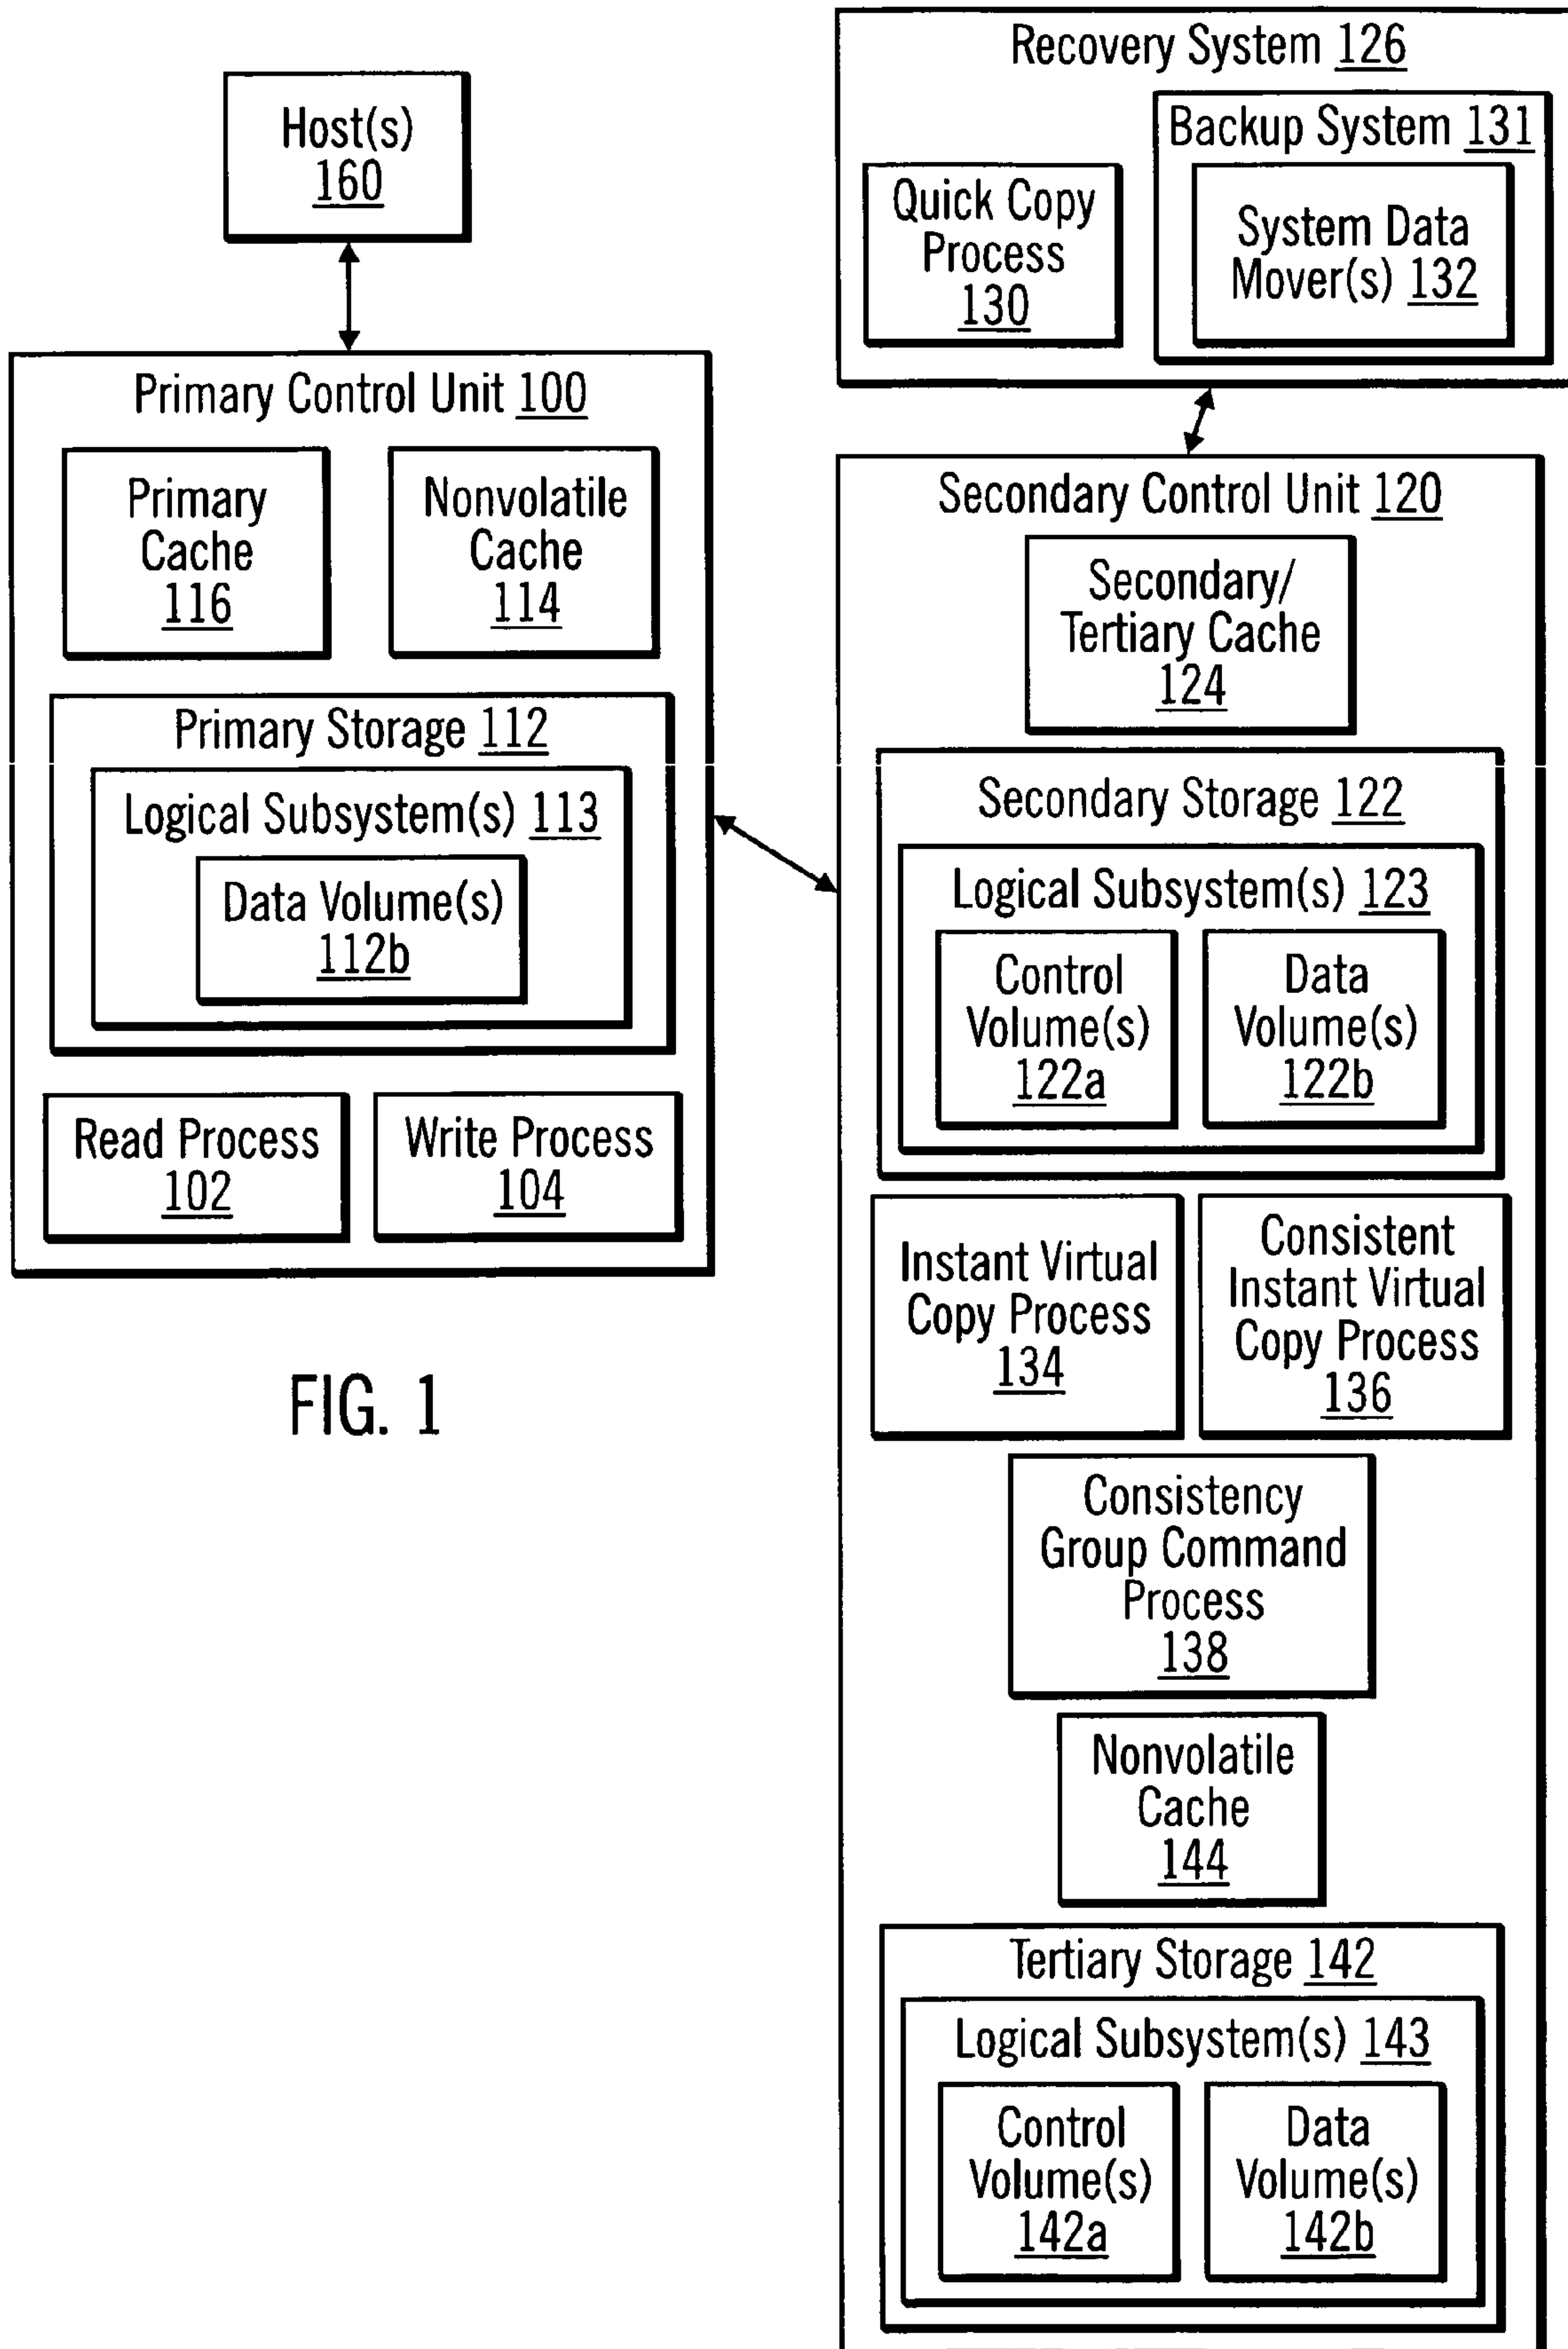 Host(s)
160
Primary Control Unit 100
Primary
Cache
116
Nonvolatile
Cache
114
Primary Storage 112
Logical Subsystem(s) 113
Data Volume(s)
112b
Read Process
102
Write Process
104
FIG. 1
Recovery System 126
Backup System 131
Quick Copy
Process
130
System Data
Mover(s) 132
Secondary Control Unit 120
Secondary/
Tertiary Cache
124
Secondary Storage 122
Logical Subsystem(s) 123
Control
Volume(s)
122a
Data
Volume(s)
122b
Instant Virtual
Copy Process
134
Consistent
Instant Virtual
Copy Process
136
Consistency
Group Command
Process
138
Nonvolatile
Cache
144
Tertiary Storage 142
Logical Subsystem(s) 143
Control
Volume(s)
142a
Data
Volume(s)
142b